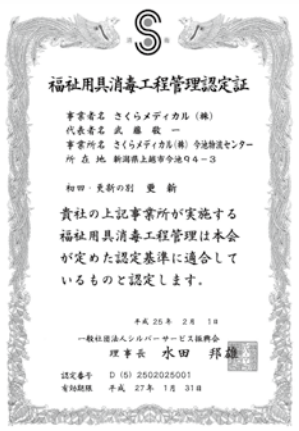 福祉用具消毒工程管理認定証
事業者名 さくらメディカル(株)
代表者名 武藤敬一
事業所名 さくらメディカル(株) 今池物流センター
所在地 新潟県上越市今池94-3
初回・更新の別 更新
貴社の上記事業所が実施する
福祉用具消毒工程管理は本会
が定めた認定基準に適合して
いるものと認定します。
平成25年 2月 1日
一般社団法人シルバーサービス振興会
理事長 水田 邦雄
認定番号 D(5)2502025001
有効期限 平成 27年 1月 31日